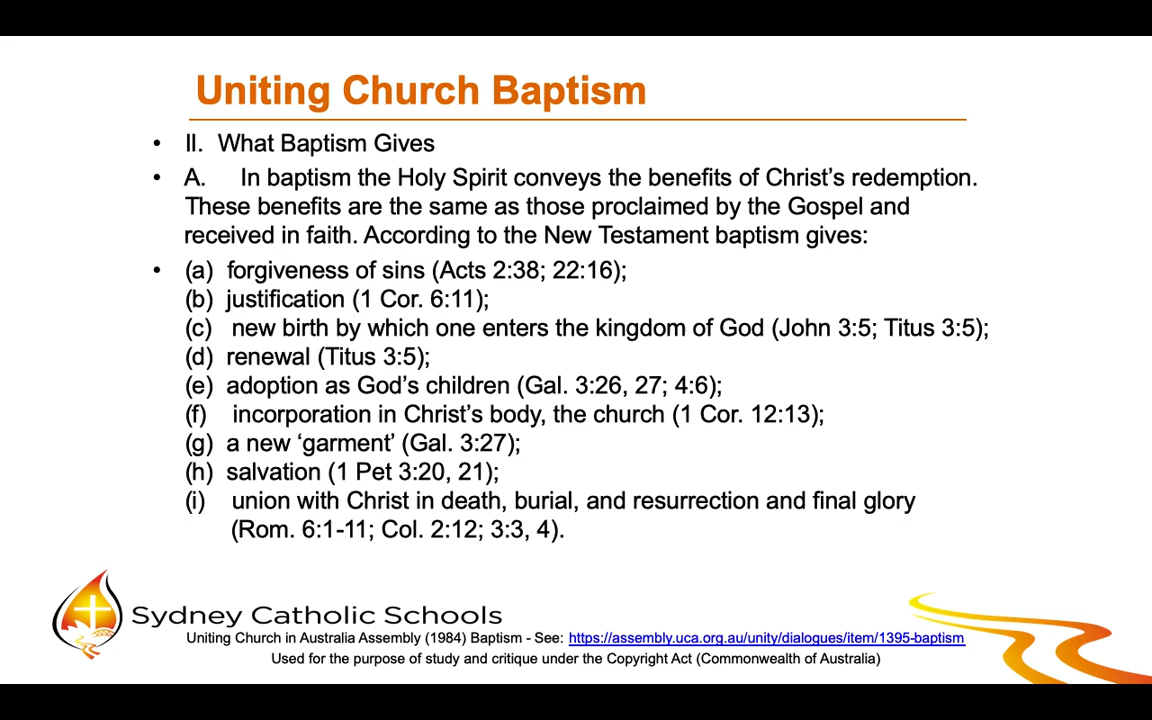 Uniting Church Baptism
• II. What Baptism Gives
• A. In baptism the Holy Spirit conveys the benefits of Christ’s redemption.
These benefits are the same as those proclaimed by the Gospel and
received in faith. According to the New Testament baptism gives:
• (a) forgiveness of sins (Acts 2:38; 22:16);
(b) justification (1 Cor. 6:11);
(c) new birth by which one enters the kingdom of God (John 3:5; Titus 3:5);
(d) renewal (Titus 3:5);
(e) adoption as God’s children (Gal. 3:26, 27; 4:6);
(f) incorporation in Christ’s body, the church (1 Cor. 12:13);
(g) a new ‘garment’ (Gal. 3:27);
(h) salvation (1 Pet 3:20, 21);
(i) union with Christ in death, burial, and resurrection and final glory
(Rom. 6:1-11; Col. 2:12; 3:3, 4).
Sydney Catholic Schools
Uniting Church in Australia Assembly (1984) Baptism - See: https://assembly.uca.org.au/unity/dialogues/item/1395-baptism
Used for the purpose of study and critique under the Copyright Act (Commonwealth of Australia)